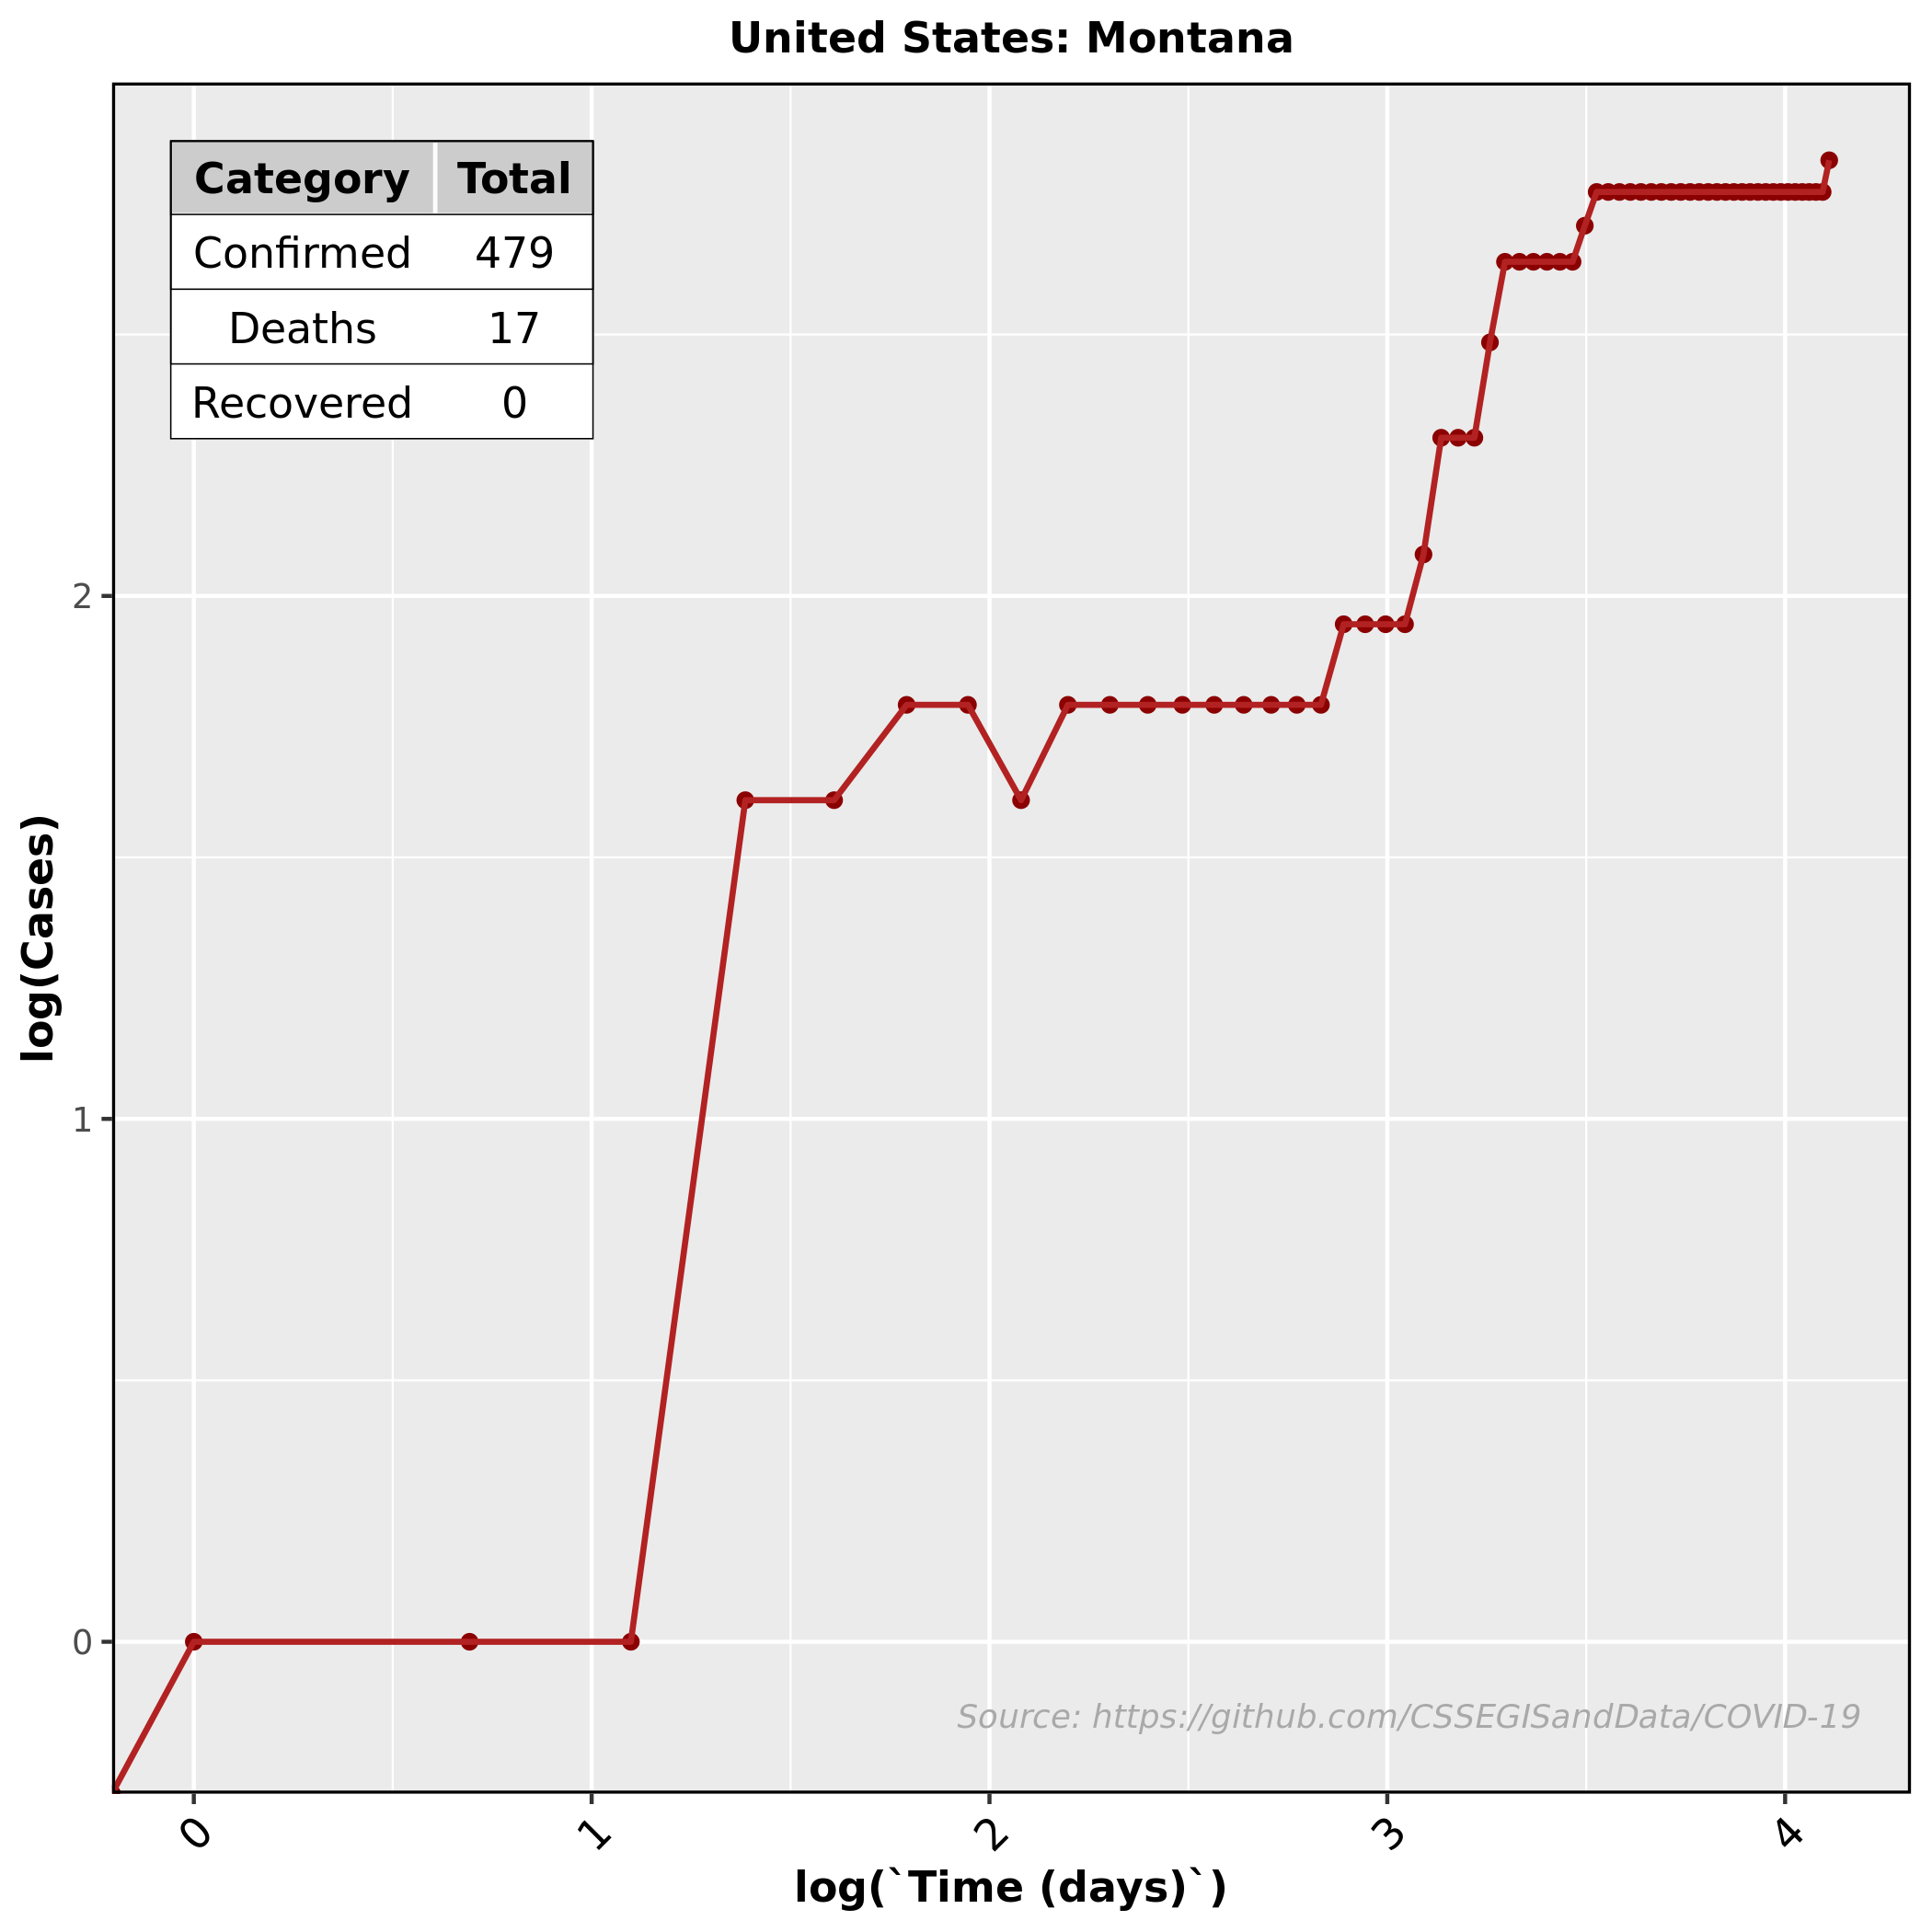 United States: Montana
Category Total
Confirmed 479
Deaths 17
Recovered 0
2
1
0
log(Cases)
0 1 2 3 4
log(`Time (days)`)
Source: https://github.com/CSSEGISandData/COVID-19